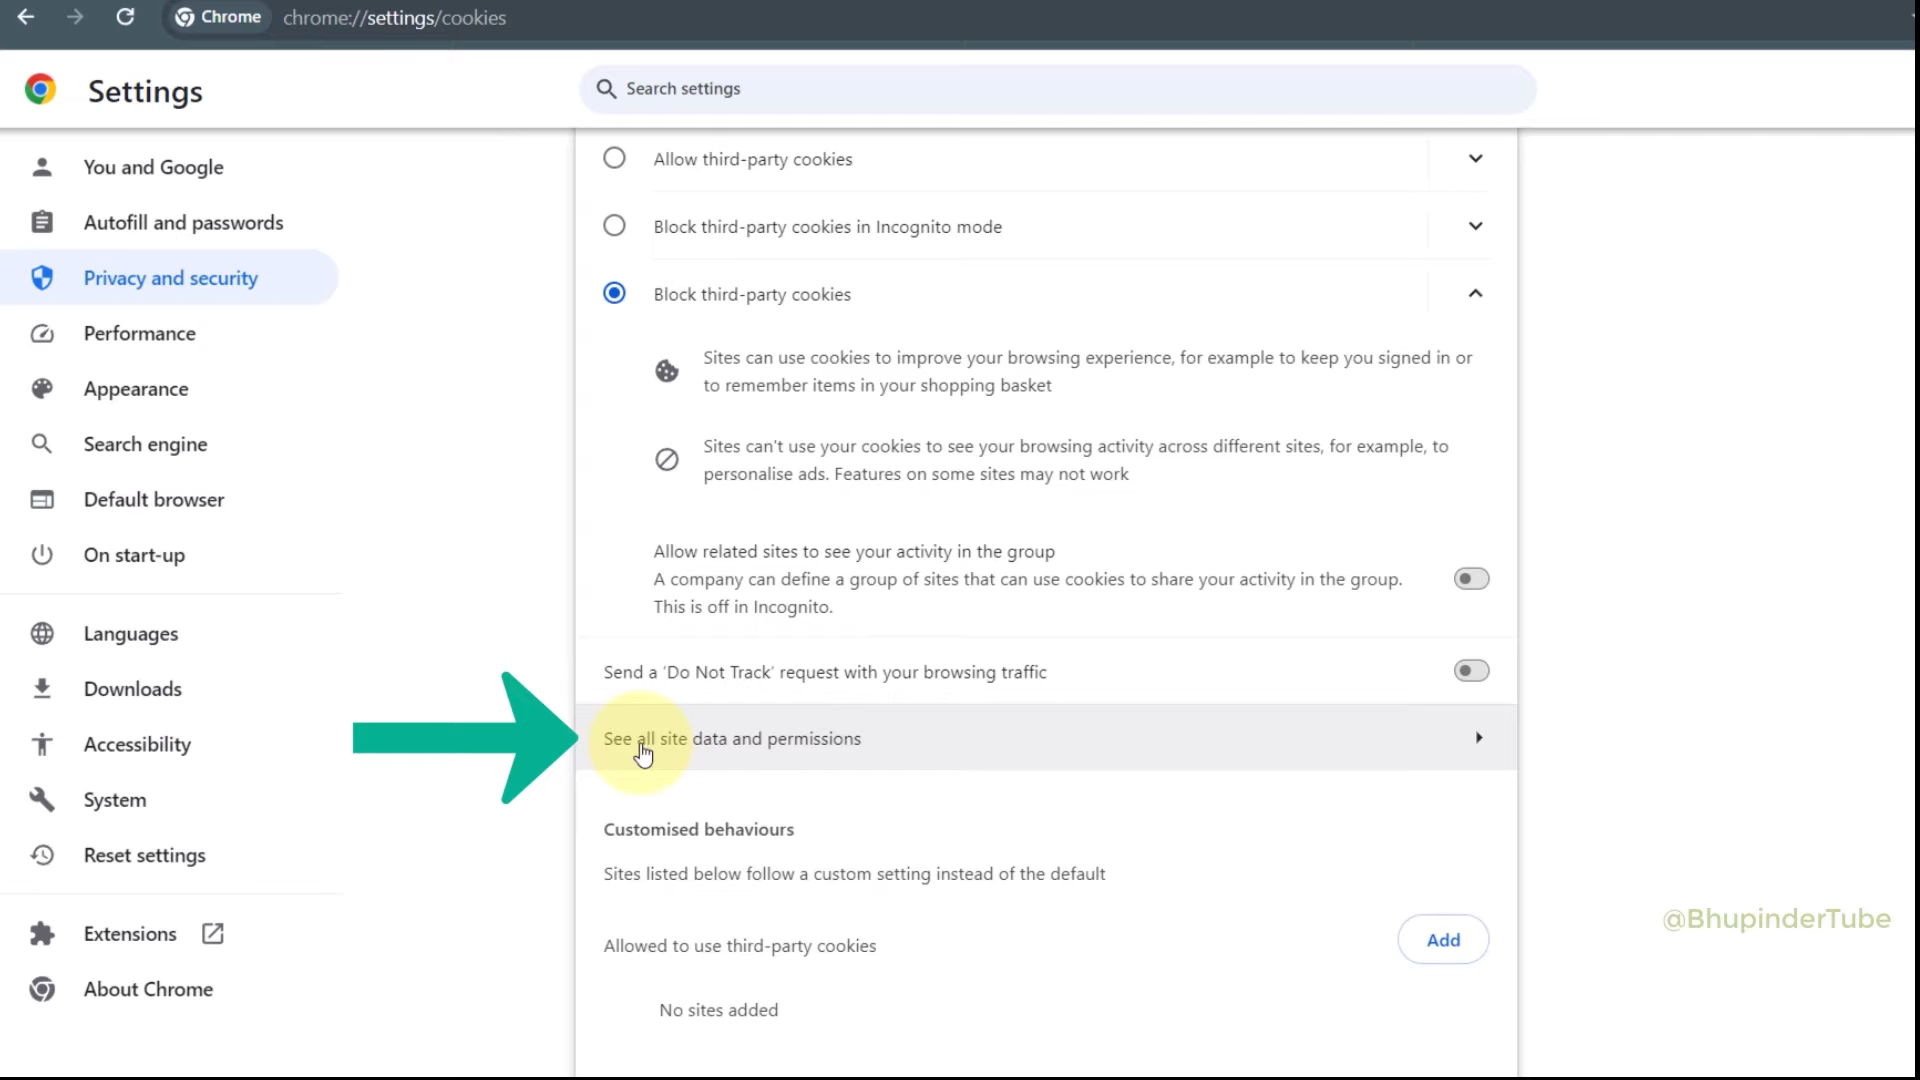 Chrome chrome://settings/cookies
Settings
Search settings
You and Google
Autofill and passwords
Privacy and security
Performance
Appearance
Search engine
Default browser
On start-up
Languages
Downloads
Accessibility
System
Reset settings
Extensions
About Chrome
Allow third-party cookies
Block third-party cookies in Incognito mode
Block third-party cookies
Sites can use cookies to improve your browsing experience, for example to keep you signed in or
to remember items in your shopping basket
Sites can't use your cookies to see your browsing activity across different sites, for example, to
personalise ads. Features on some sites may not work
Allow related sites to see your activity in the group
A company can define a group of sites that can use cookies to share your activity in the group.
This is off in Incognito.
Send a ‘Do Not Track’ request with your browsing traffic
See all site data and permissions
Customised behaviours
Sites listed below follow a custom setting instead of the default
Allowed to use third-party cookies
Add
No sites added
@BhupinderTube